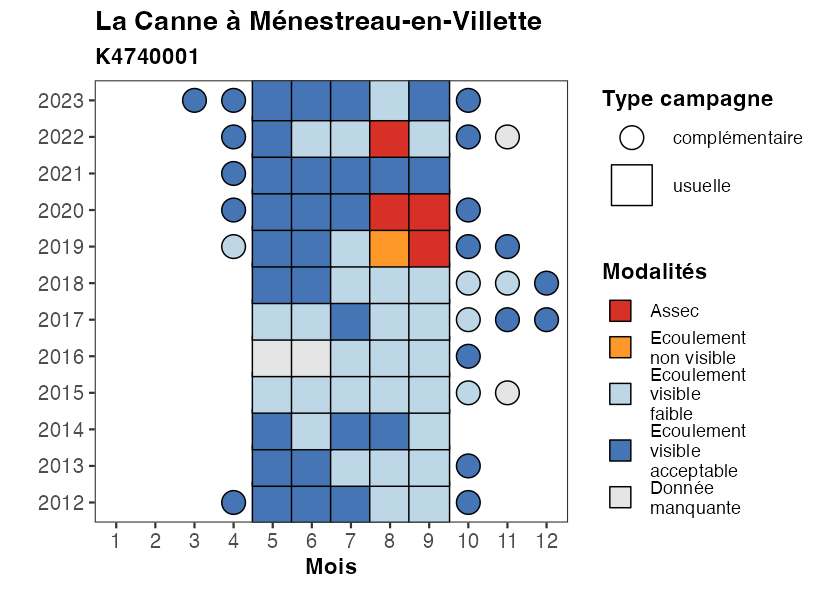 La Canne à Ménestreau-en-Villette
K4740001
2023
2022
2021
2020
2019
2018
2017
2016
2015
2014
2013
2012
1 2 3 4 5 6 7 8 9 10 11 12
Mois
Type campagne
complémentaire
usuelle
Modalités
Assec
Ecoulement
non visible
Ecoulement
visible
faible
Ecoulement
visible
acceptable
Donnée
manquante